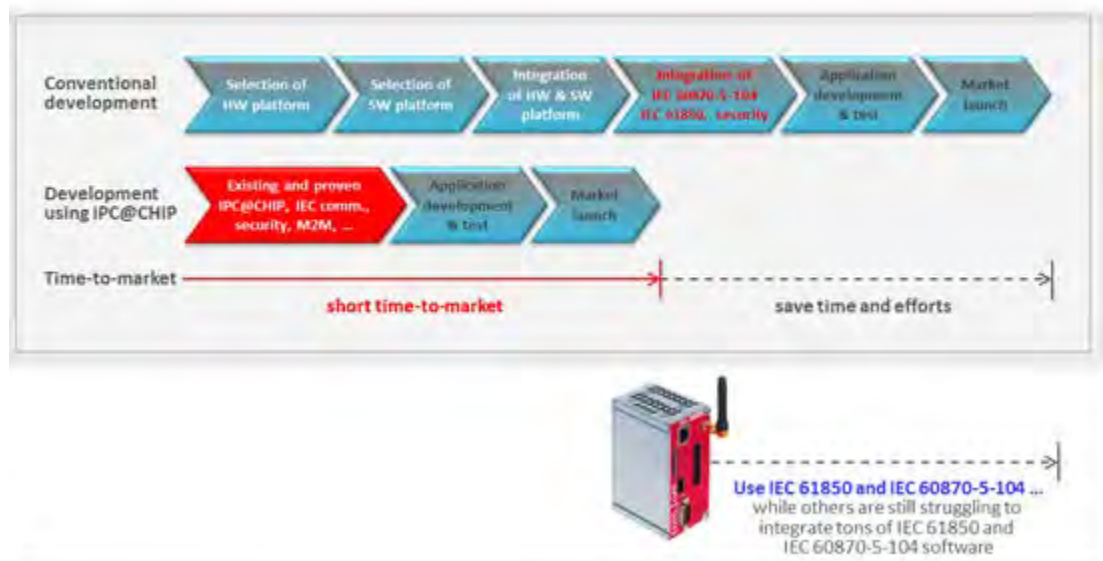 Conventional
development
Selection of
HW platform
Selection of
SW platform
Integration
of HW & SW
platform
Integration of
IEC 60870-5-104
IEC 61850, security
Application
development
& test
Market
launch
Development
using IPC@CHIP
Existing and proven
IPC@CHIP, IEC comm.,
security, M2M, ...
Application
development
& test
Market
launch
Time-to-market
short time-to-market
save time and efforts
Use IEC 61850 and IEC 60870-5-104 ...
while others are still struggling to
integrate tons of IEC 61850 and
IEC 60870-5-104 software